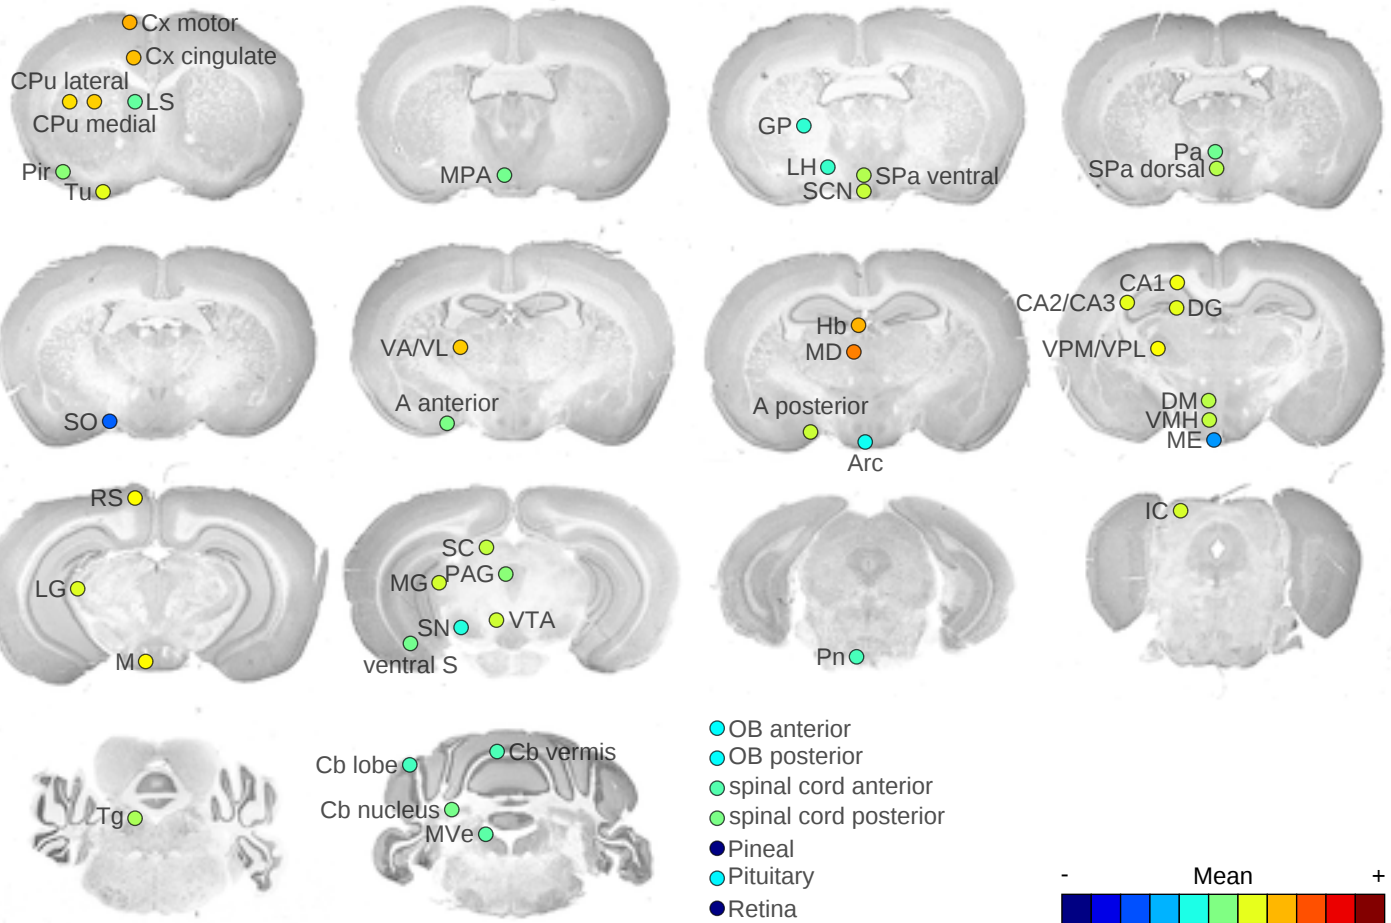 Cx motor
Cx cingulate
CPu lateral
LS
CPu medial
Pir
Tu
MPA
GP
LH
SPa ventral
SCN
Pa
SPa dorsal
SO
VA/VL
A anterior
Hb
MD
A posterior
Arc
CA1
CA2/CA3
DG
VPM/VPL
DM
VMH
ME
RS
LG
M
SC
MG
PAG
SN
VTA
ventral S
Pn
IC
Tg
Cb lobe
Cb vermis
Cb nucleus
MVe
OB anterior
OB posterior
spinal cord anterior
spinal cord posterior
Pineal
Pituitary
Retina
- Mean +